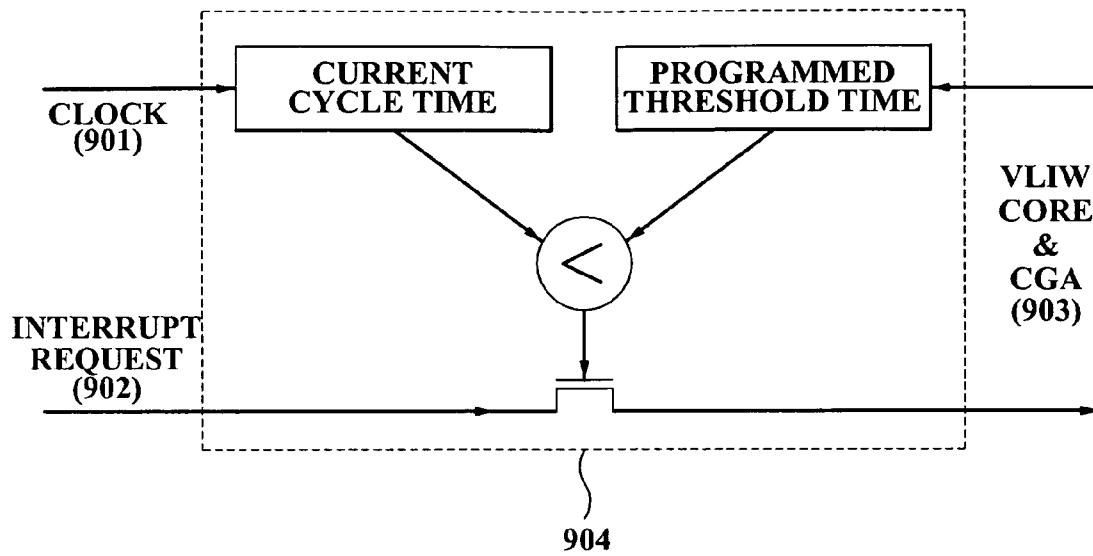 CURRENT
CYCLE TIME
PROGRAMMED
THRESHOLD TIME
CLOCK
(901)
VLIW
CORE
&
CGA
(903)
<
INTERRUPT
REQUEST
(902)
904